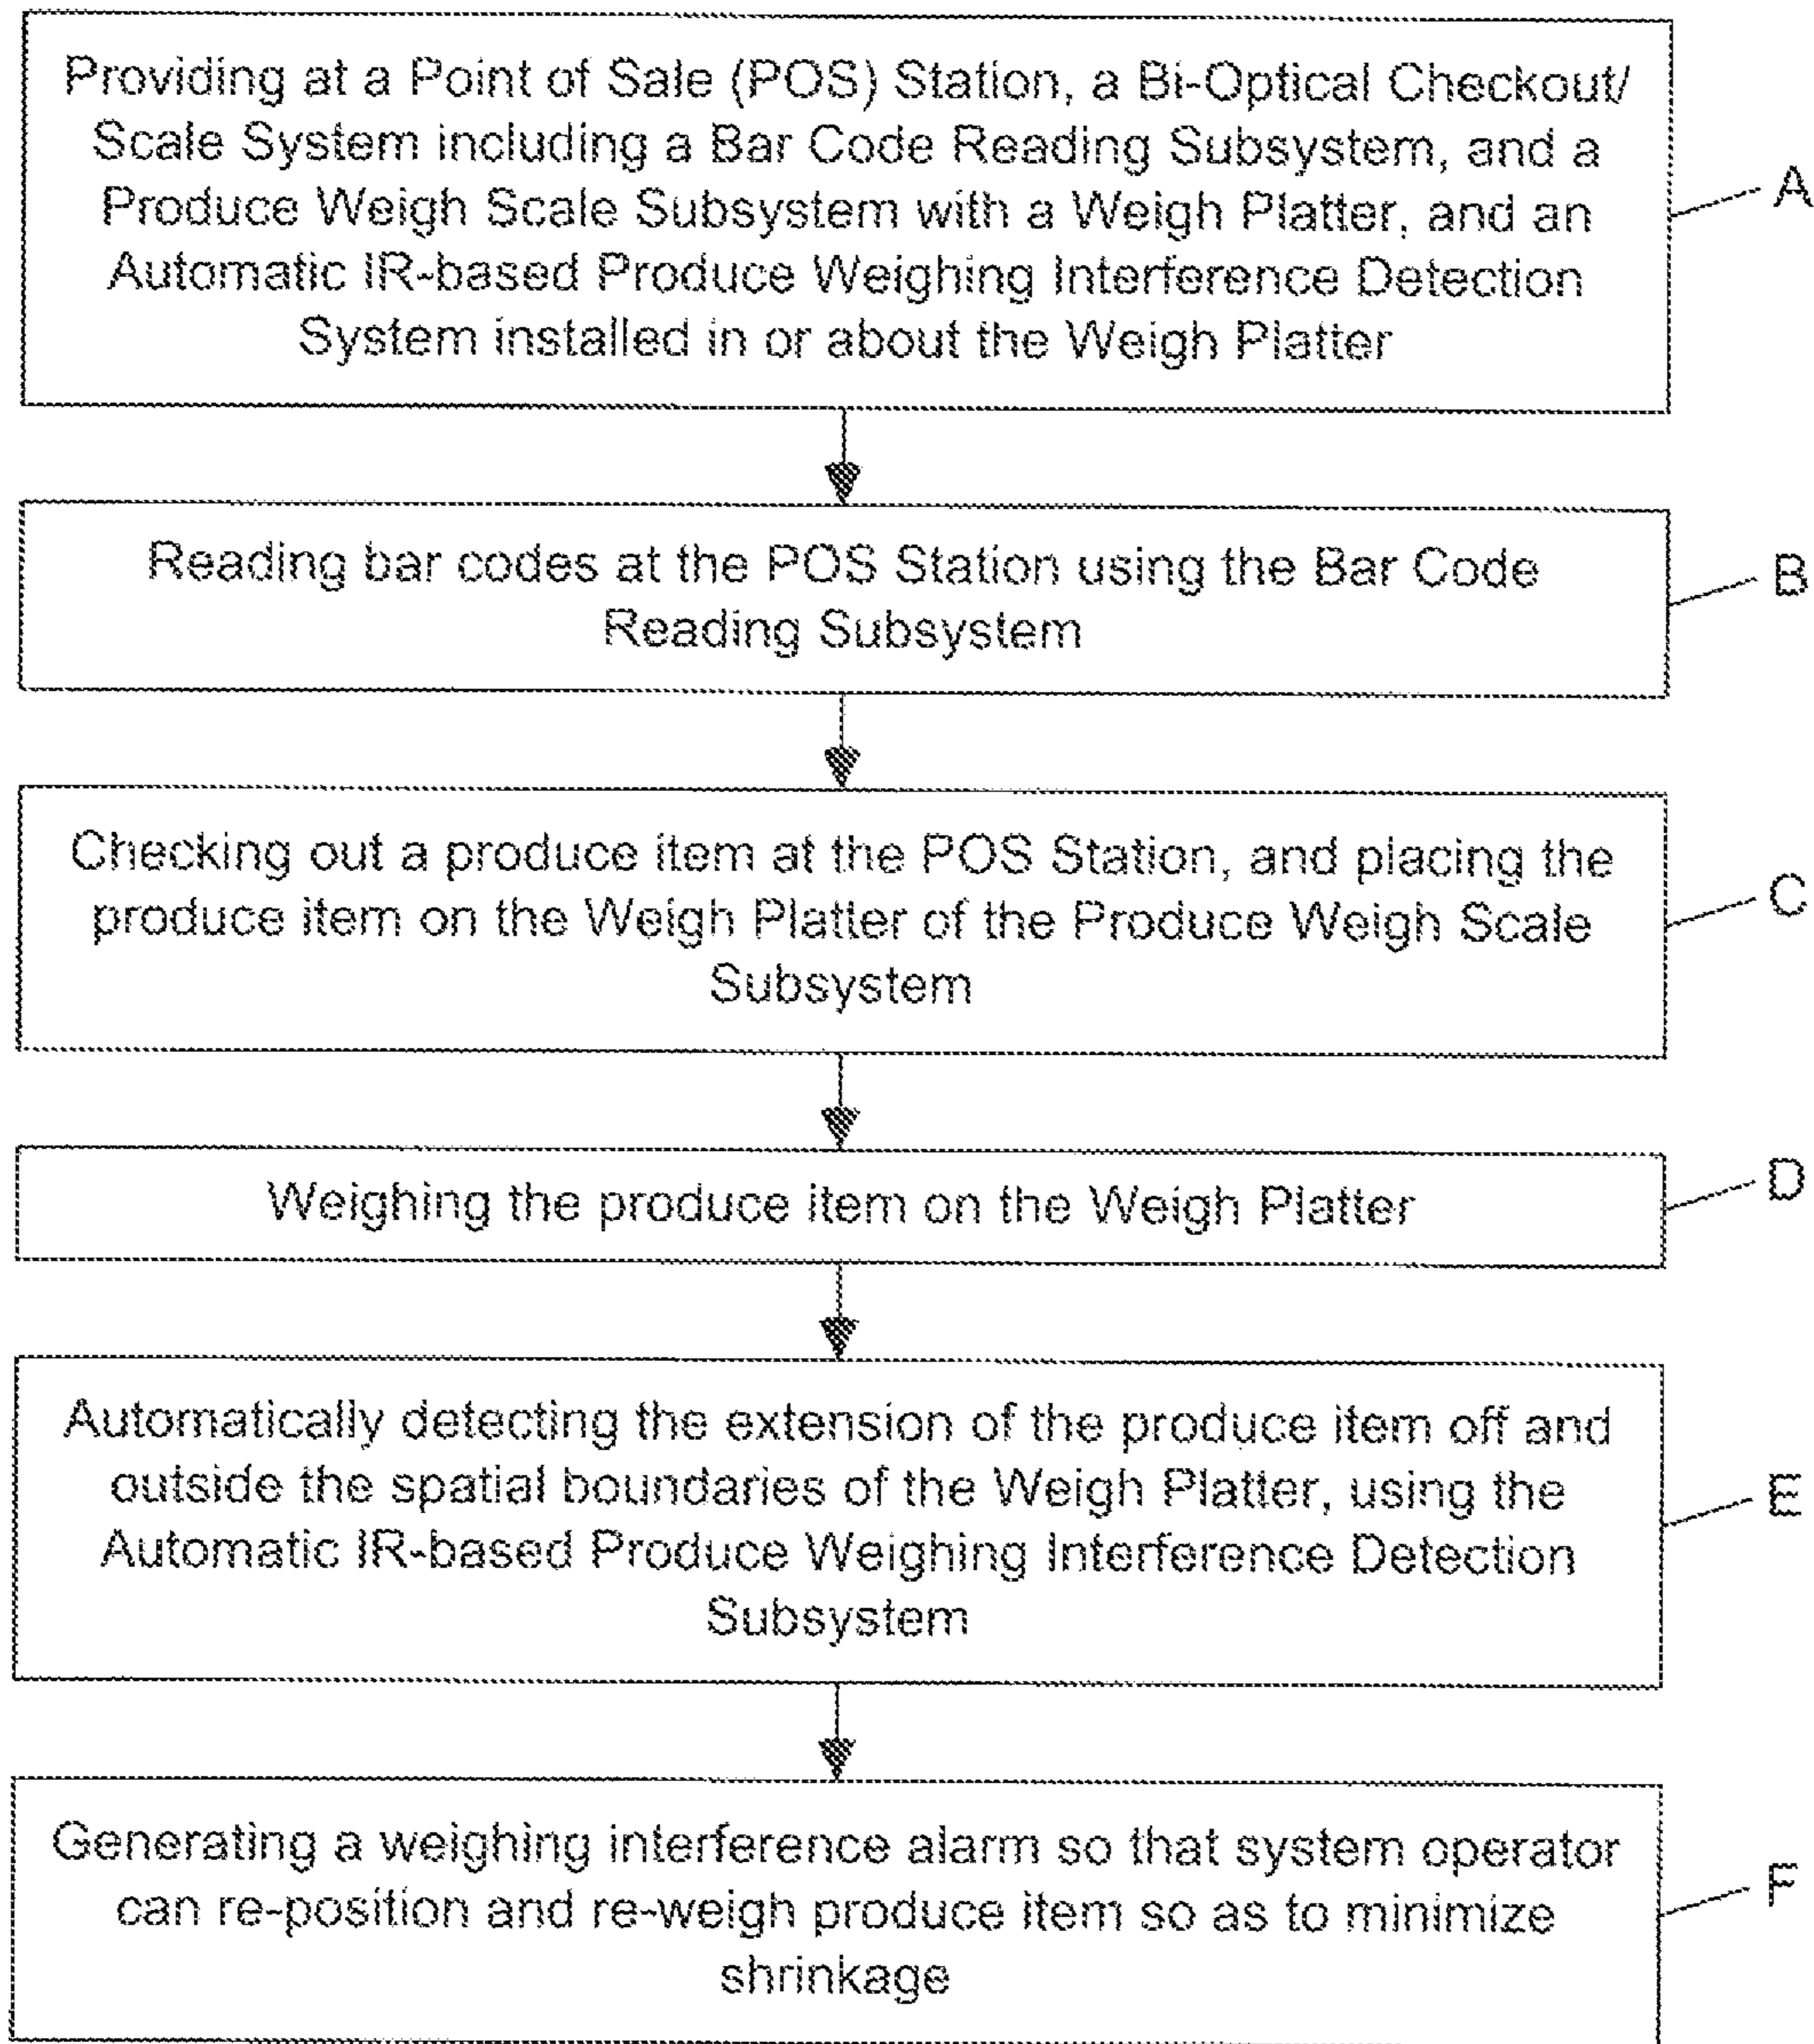 Providing at a Point of Sale (POS) Station, a Bi-Optical Checkout/
Scale System including a Bar Code Reading Subsystem, and a
Produce Weigh Scale Subsystem with a Weigh Platter, and an
Automatic IR-based Produce Weighing Interference Detection
System installed in or about the Weigh Platter
A
Reading bar codes at the POS Station using the Bar Code
Reading Subsystem
B
Checking out a produce item at the POS Station, and placing the
produce item on the Weigh Platter of the Produce Weigh Scale
Subsystem
C
Weighing the produce item on the Weigh Platter
D
Automatically detecting the extension of the produce item off and
outside the spatial boundaries of the Weigh Platter, using the
Automatic IR-based Produce Weighing Interference Detection
Subsystem
E
Generating a weighing interference alarm so that system operator
can re-position and re-weigh produce item so as to minimize
shrinkage
F